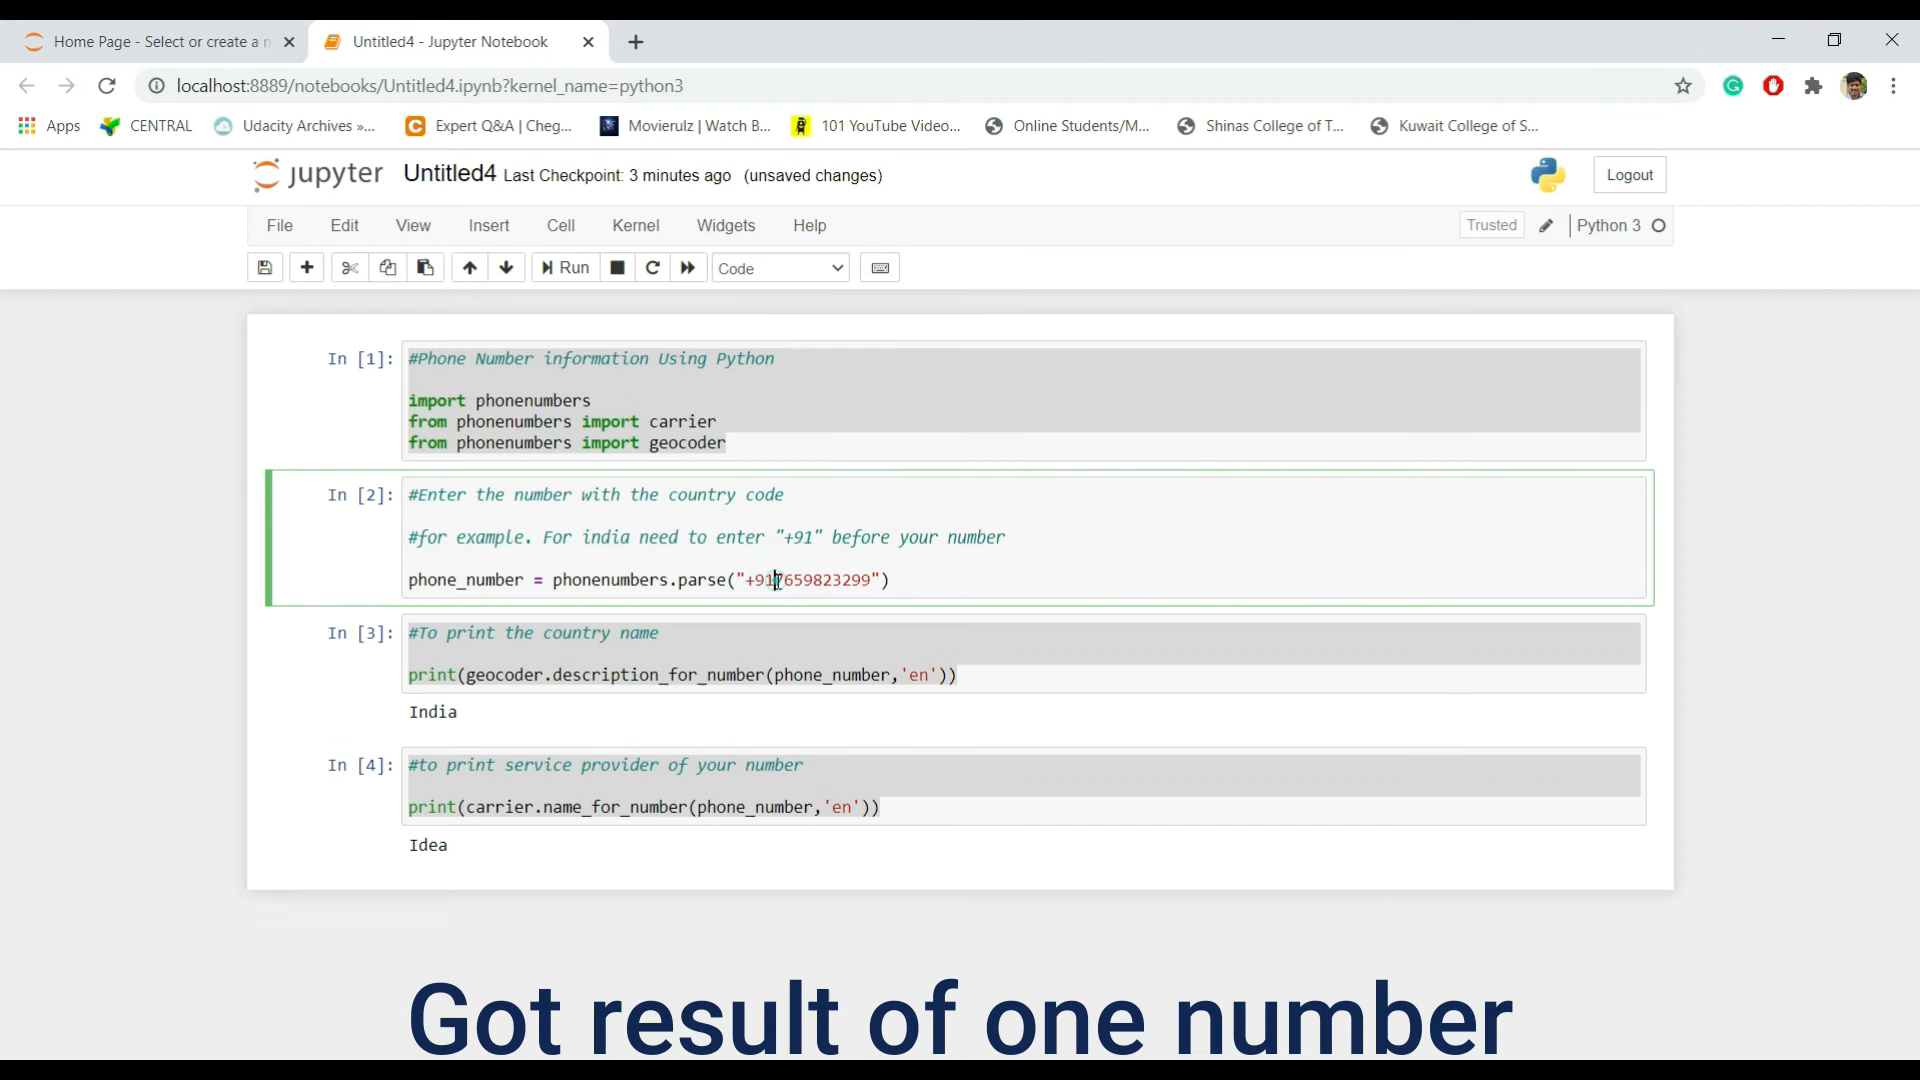 Home Page - Select or create a n
Untitled4 - Jupyter Notebook
localhost:8889/notebooks/Untitled4.ipynb?kernel_name=python3
Apps CENTRAL Udacity Archives »... Expert Q&A | Cheg... Movierulz | Watch B... 101 YouTube Video... Online Students/M... Shinas College of T... Kuwait College of S...
jupyter Untitled4 Last Checkpoint: 3 minutes ago (unsaved changes) Logout
File Edit View Insert Cell Kernel Widgets Help Trusted Python 3
Run Code
In [1]: #Phone Number information Using Python
import phonenumbers
from phonenumbers import carrier
from phonenumbers import geocoder
In [2]: #Enter the number with the country code
#for example. For india need to enter "+91" before your number
phone_number = phonenumbers.parse("+917659823299")
In [3]: #To print the country name
print(geocoder.description_for_number(phone_number,'en'))
India
In [4]: #to print service provider of your number
print(carrier.name_for_number(phone_number,'en'))
Idea
Got result of one number